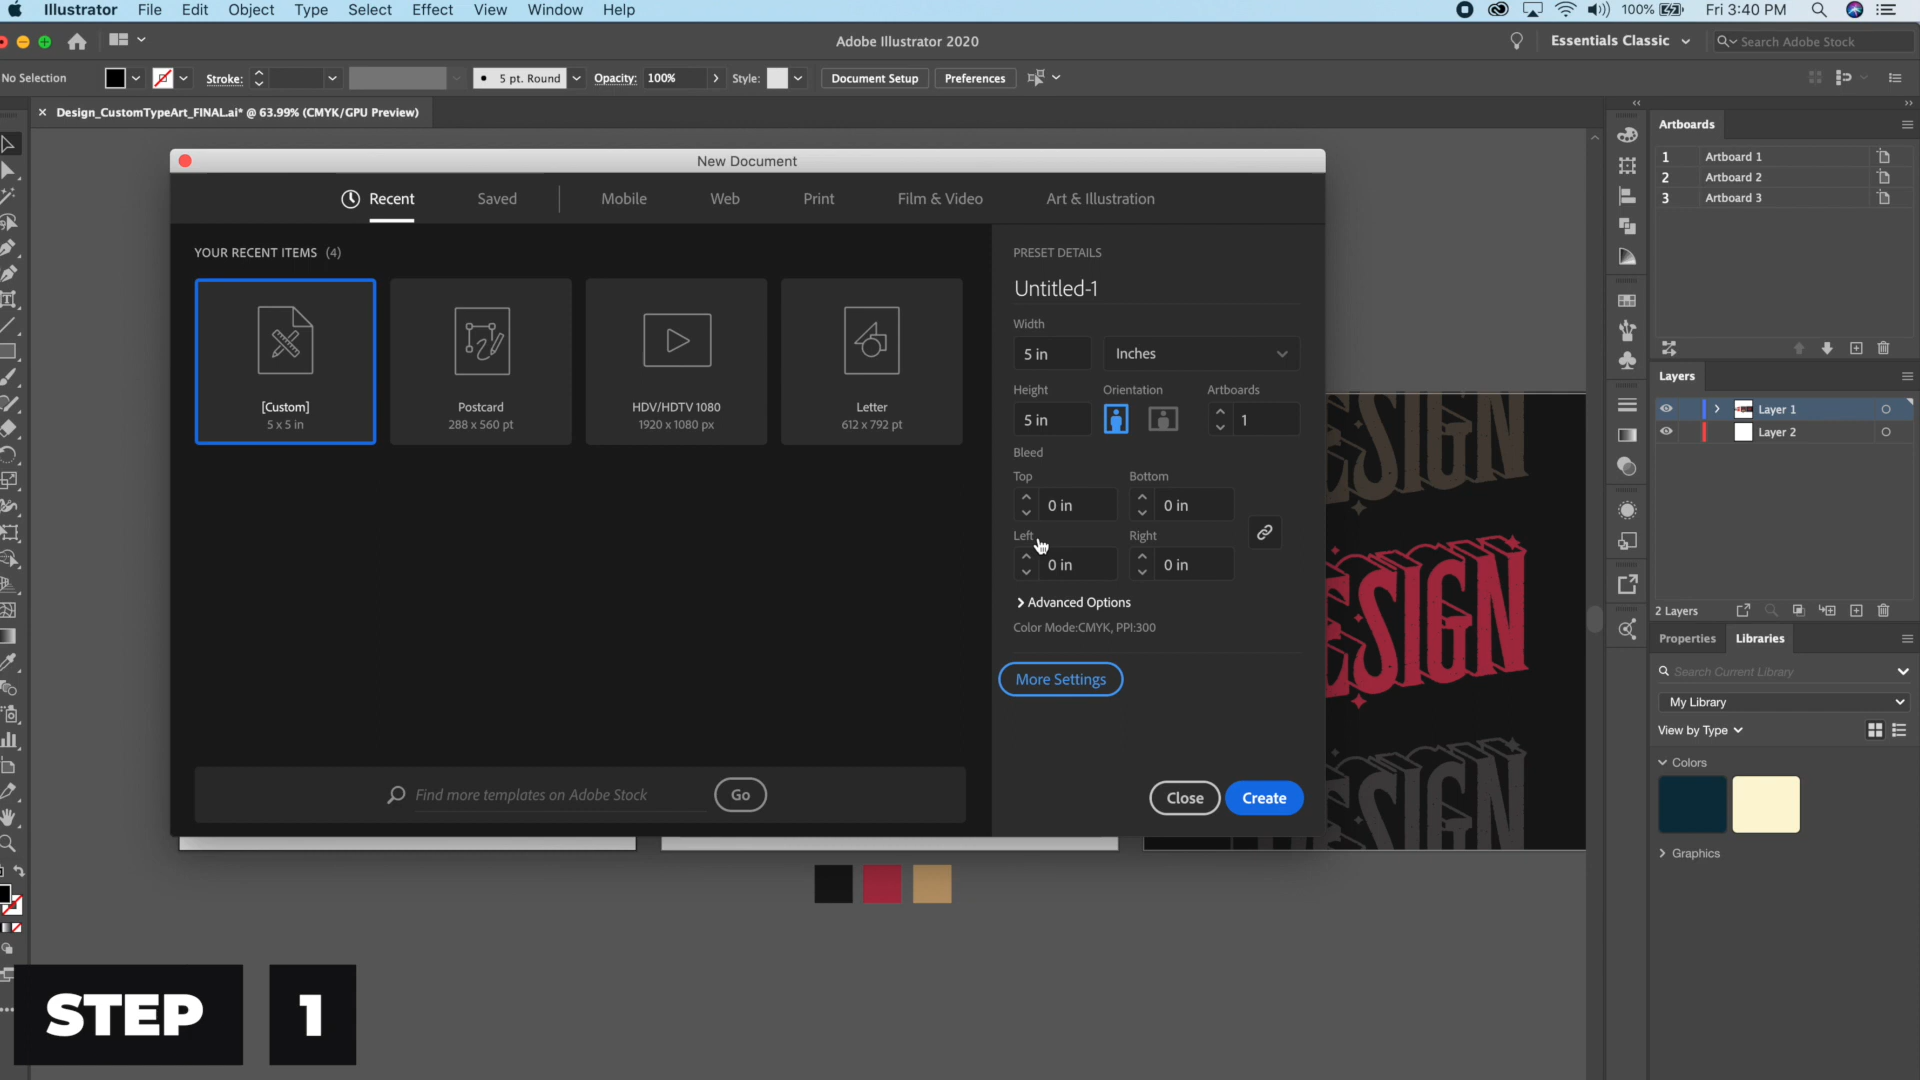 Illustrator File Edit Object Type Select Effect View Window Help 100% Fri 3:40 PM
Adobe Illustrator 2020 Essentials Classic Search Adobe Stock
No Selection Stroke: 5 pt. Round Opacity: 100% Style: Document Setup Preferences
× Design_CustomTypeArt_FINAL.ai* @ 63.99% (CMYK/GPU Preview)
New Document
Recent Saved Mobile Web Print Film & Video Art & Illustration
YOUR RECENT ITEMS (4)
[Custom]
5 x 5 in
Postcard
288 x 560 pt
HDV/HDTV 1080
1920 x 1080 px
Letter
612 x 792 pt
Find more templates on Adobe Stock Go
PRESET DETAILS
Untitled-1
Width
5 in Inches
Height Orientation Artboards
5 in 1
Bleed
Top Bottom
0 in 0 in
Left Right
0 in 0 in
Advanced Options
Color Mode:CMYK, PPI:300
More Settings
Close Create
ESIGN
ESIGN
ESIGN
Artboards
1 Artboard 1
2 Artboard 2
3 Artboard 3
Layers
Layer 1
Layer 2
2 Layers
Properties Libraries
Search Current Library
My Library
View by Type
Colors
Graphics
STEP 1